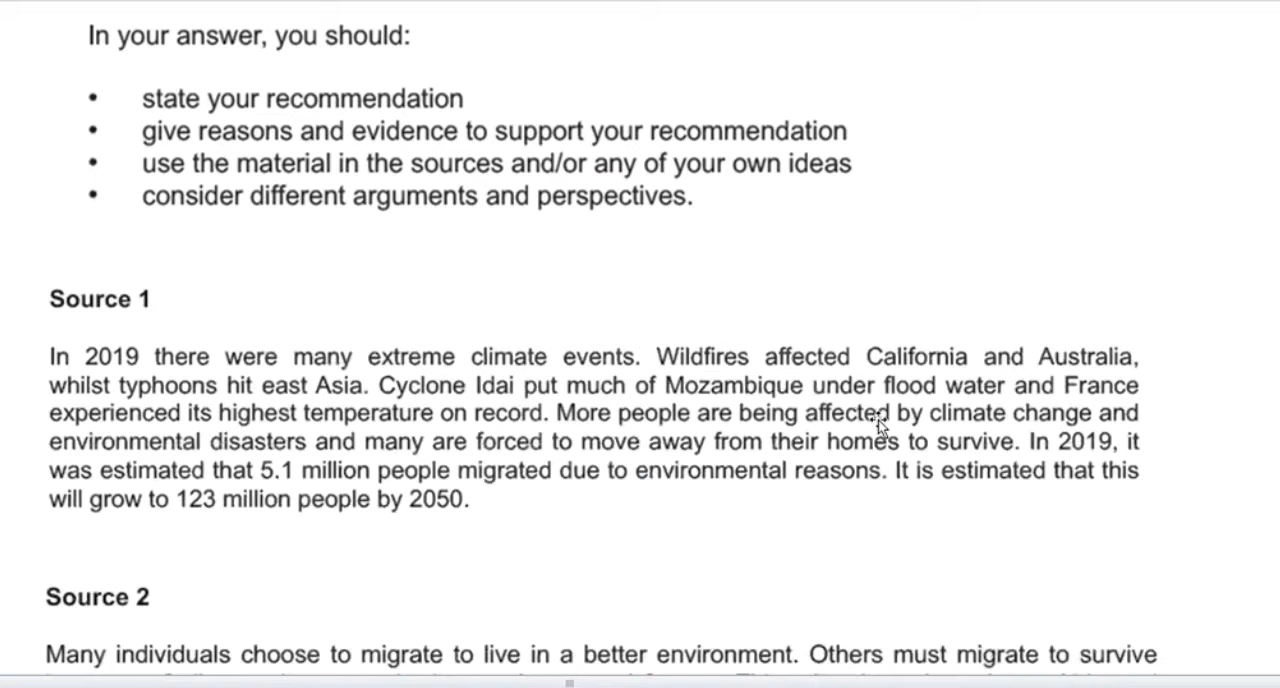 In your answer, you should:
• state your recommendation
• give reasons and evidence to support your recommendation
• use the material in the sources and/or any of your own ideas
• consider different arguments and perspectives.
Source 1
In 2019 there were many extreme climate events. Wildfires affected California and Australia,
whilst typhoons hit east Asia. Cyclone Idai put much of Mozambique under flood water and France
experienced its highest temperature on record. More people are being affected by climate change and
environmental disasters and many are forced to move away from their homes to survive. In 2019, it
was estimated that 5.1 million people migrated due to environmental reasons. It is estimated that this
will grow to 123 million people by 2050.
Source 2
Many individuals choose to migrate to live in a better environment. Others must migrate to survive